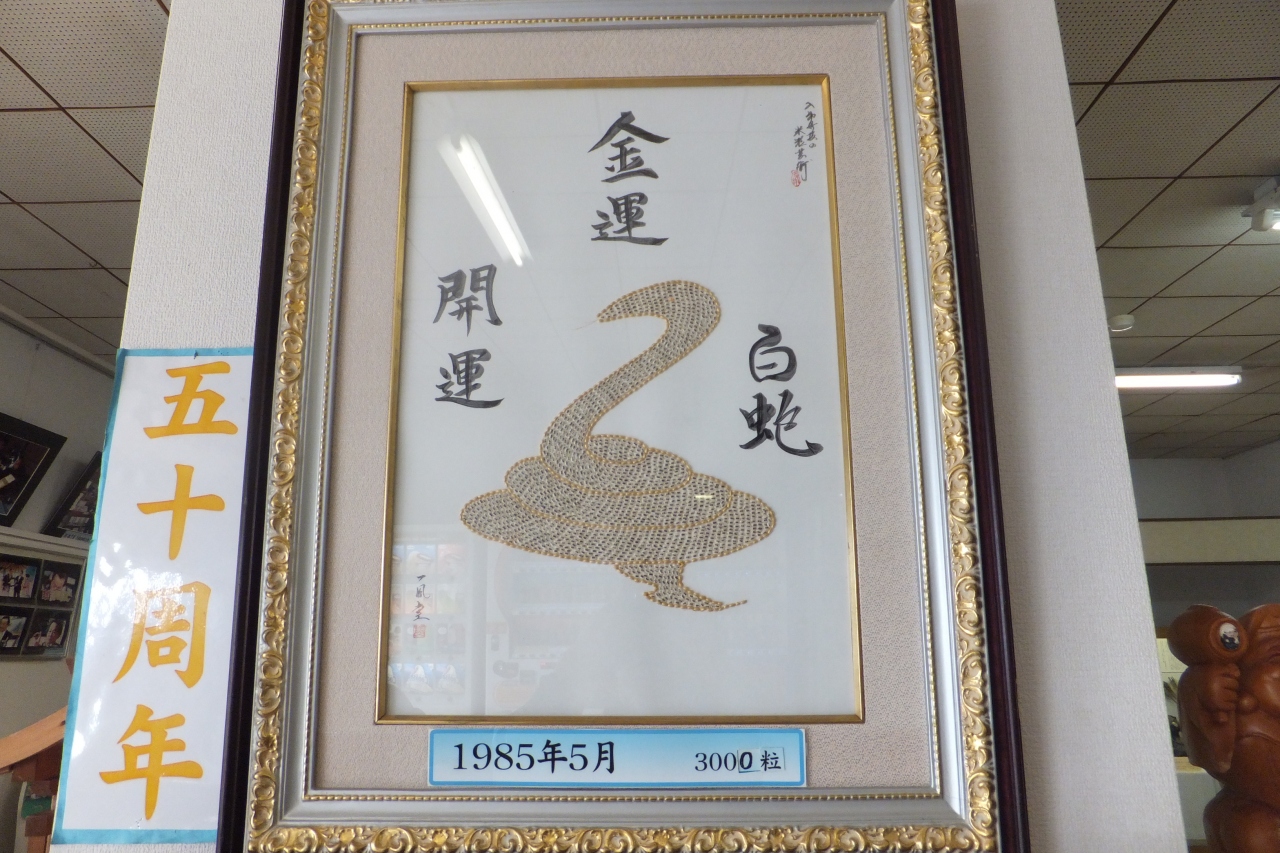 金運
開運
白蛇
五十周年
1985年5月 3000粒